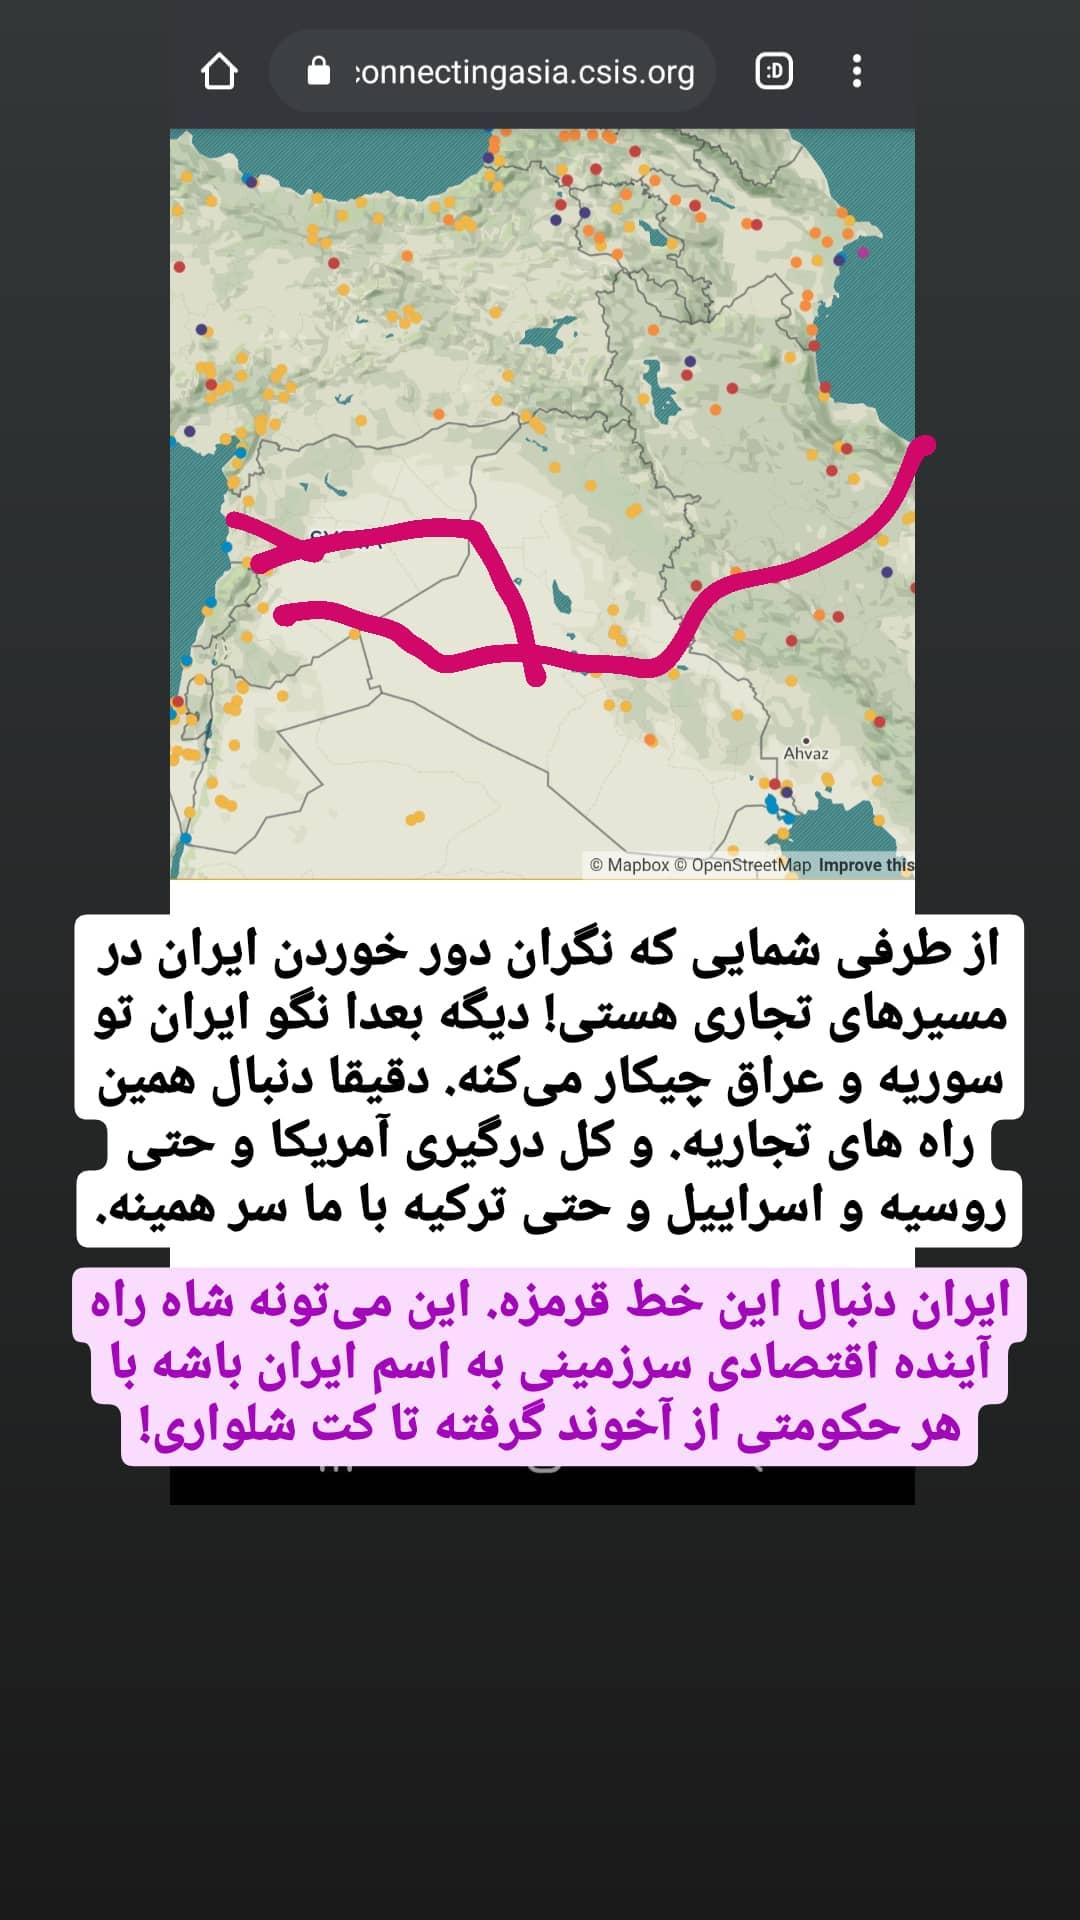 :onnectingasia.csis.org
:D
Ahvaz
© Mapbox © OpenStreetMap Improve this
از طرفی شمایی که نگران دور خوردن ایران در
مسیرهای تجاری هستی! دیگه بعدا نگو ایران تو
سوریه و عراق چیکار می‌کنه. دقیقا دنبال همین
راه های تجاریه. و کل درگیری آمریکا و حتی
روسیه و اسراییل و حتی ترکیه با ما سر همینه.
ایران دنبال این خط قرمزه. این می‌تونه شاه راه
آینده اقتصادی سرزمینی به اسم ایران باشه با
هر حکومتی از آخوند گرفته تا کت شلواری!